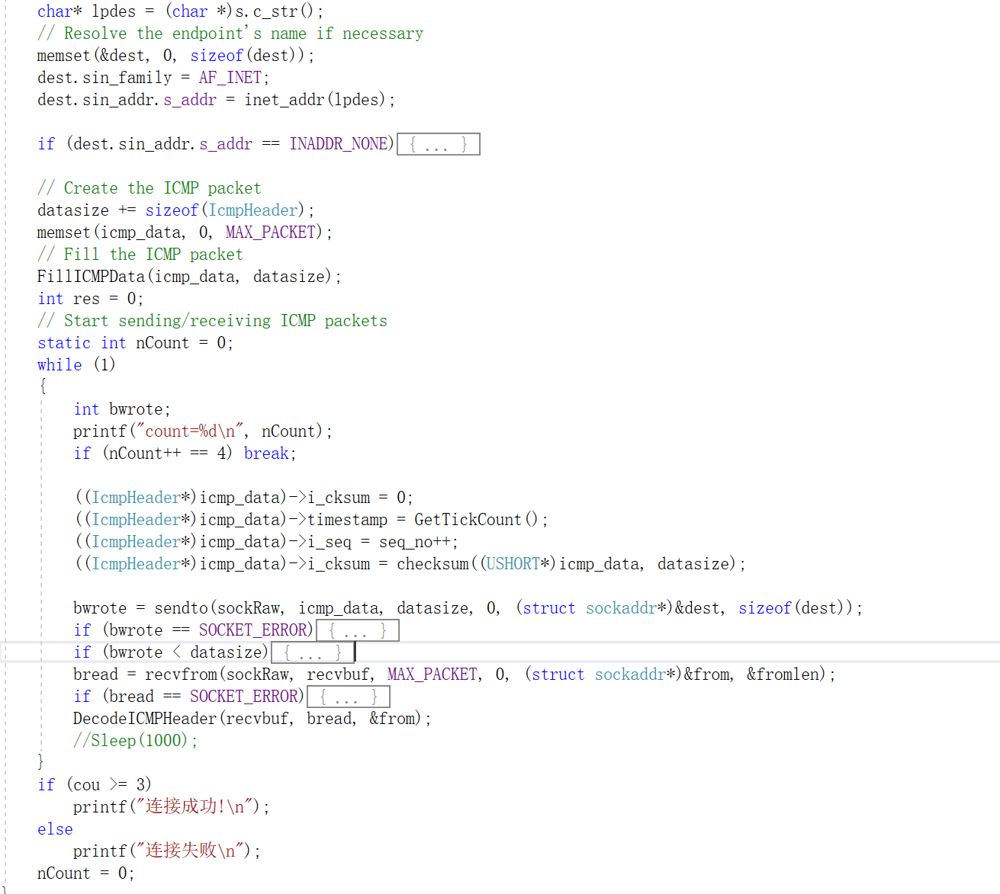 char* lpdes = (char *)s.c_str();
// Resolve the endpoint's name if necessary
memset(&dest, 0, sizeof(dest));
dest.sin_family = AF_INET;
dest.sin_addr.s_addr = inet_addr(lpdes);
if (dest.sin_addr.s_addr == INADDR_NONE){ ... }
// Create the ICMP packet
datasize += sizeof(IcmpHeader);
memset(icmp_data, 0, MAX_PACKET);
// Fill the ICMP packet
FillICMPData(icmp_data, datasize);
int res = 0;
// Start sending/receiving ICMP packets
static int nCount = 0;
while (1)
{
int bwrote;
printf("count=%d\n", nCount);
if (nCount++ == 4) break;
((IcmpHeader*)icmp_data)->i_cksum = 0;
((IcmpHeader*)icmp_data)->timestamp = GetTickCount();
((IcmpHeader*)icmp_data)->i_seq = seq_no++;
((IcmpHeader*)icmp_data)->i_cksum = checksum((USHORT*)icmp_data, datasize);
bwrote = sendto(sockRaw, icmp_data, datasize, 0, (struct sockaddr*)&dest, sizeof(dest));
if (bwrote == SOCKET_ERROR){ ... }
if (bwrote < datasize){ ... }
bread = recvfrom(sockRaw, recvbuf, MAX_PACKET, 0, (struct sockaddr*)&from, &fromlen);
if (bread == SOCKET_ERROR){ ... }
DecodeICMPHeader(recvbuf, bread, &from);
//Sleep(1000);
}
if (cou >= 3)
printf("连接成功!\n");
else
printf("连接失败\n");
nCount = 0;
}